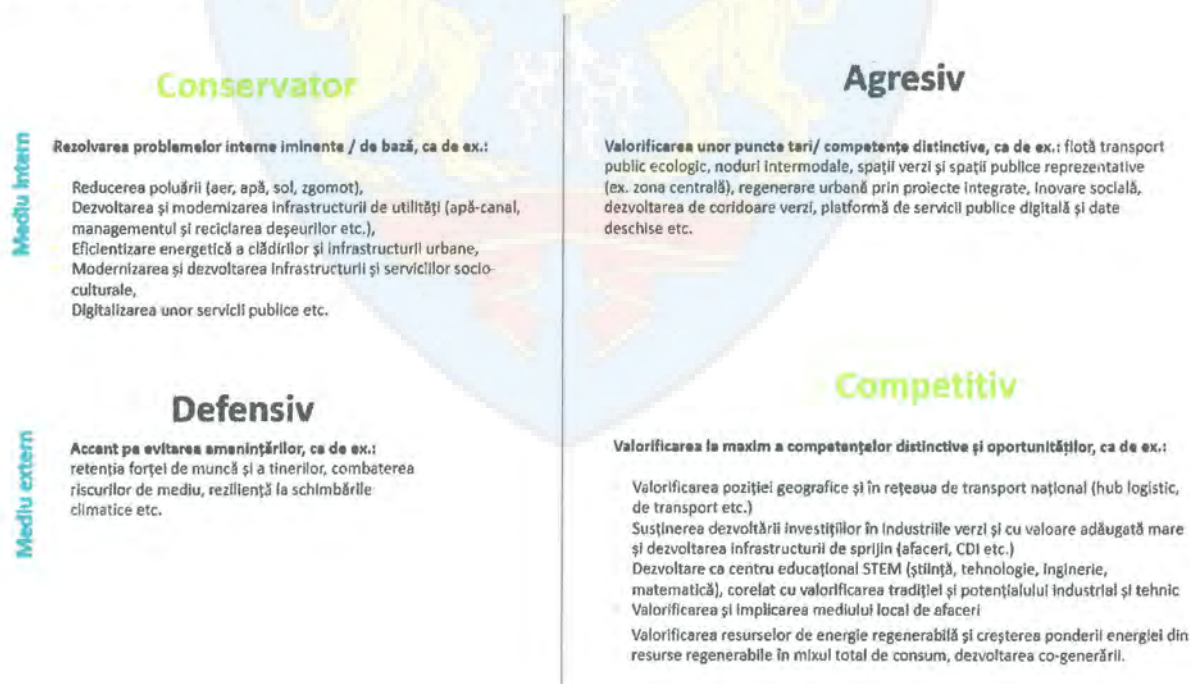 Mediu intern
Conservator
Rezolvarea problemelor interne iminente / de bază, ca de ex.:
Reducerea poluării (aer, apă, sol, zgomot),
Dezvoltarea și modernizarea infrastructurii de utilități (apă-canal,
managementul și reciclarea deșeurilor etc.),
Eficientizare energetică a clădirilor și infrastructurii urbane,
Modernizarea și dezvoltarea infrastructurii și serviciilor socio-
culturale,
Digitalizarea unor servicii publice etc.
Agresiv
Valorificarea unor puncte tari/ competențe distinctive, ca de ex.: flotă transport
public ecologic, noduri intermodale, spații verzi și spații publice reprezentative
(ex. zona centrală), regenerare urbană prin proiecte integrate, inovare socială,
dezvoltarea de coridoare verzi, platformă de servicii publice digitală și date
deschise etc.
Mediu extern
Defensiv
Accent pe evitarea amenințărilor, ca de ex.:
retenția forței de muncă și a tinerilor, combaterea
riscurilor de mediu, reziliență la schimbările
climatice etc.
Competitiv
Valorificarea la maxim a competențelor distinctive și oportunităților, ca de ex.:
Valorificarea poziției geografice și în rețeaua de transport național (hub logistic,
de transport etc.)
Susținerea dezvoltării investițiilor în industriile verzi și cu valoare adăugată mare
și dezvoltarea infrastructurii de sprijin (afaceri, CDI etc.)
Dezvoltare ca centru educațional STEM (știință, tehnologie, inginerie,
matematică), corelat cu valorificarea tradiției și potențialului industrial și tehnic
Valorificarea și implicarea mediului local de afaceri
Valorificarea resurselor de energie regenerabilă și creșterea ponderii energiei din
resurse regenerabile în mixul total de consum, dezvoltarea co-generării.